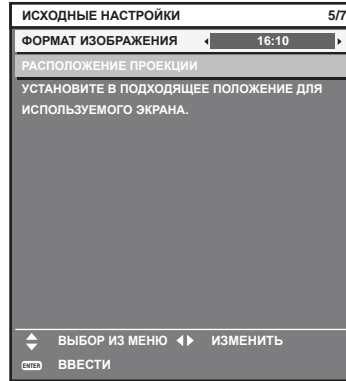 ИСХОДНЫЕ НАСТРОЙКИ 5/7
ФОРМАТ ИЗОБРАЖЕНИЯ 16:10
РАСПОЛОЖЕНИЕ ПРОЕКЦИИ
УСТАНОВИТЕ В ПОДХОДЯЩЕЕ ПОЛОЖЕНИЕ ДЛЯ
ИСПОЛЬЗУЕМОГО ЭКРАНА.
ВЫБОР ИЗ МЕНЮ ИЗМЕНИТЬ
ENTER ВВЕСТИ